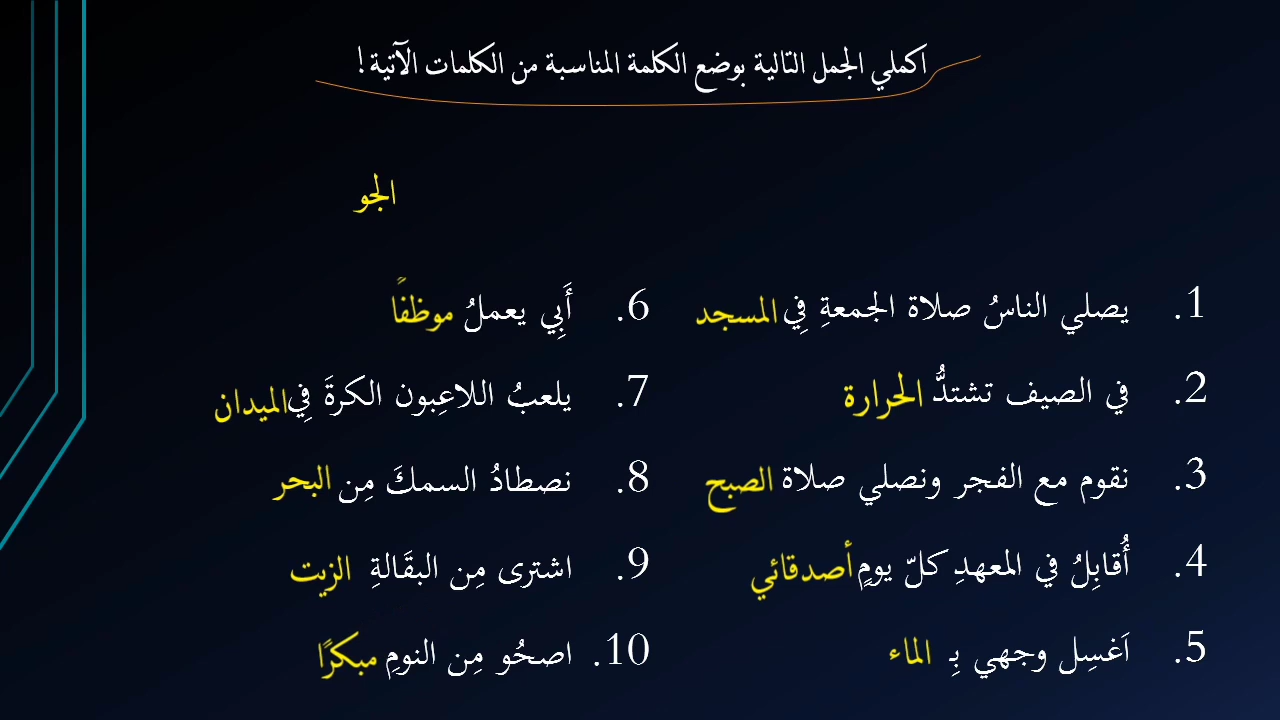 اكملي الجمل التالية بوضع الكلمة المناسبة من الكلمات الآتية!
الجو
1. يصلي الناسُ صلاة الجمعةِ فِي المسجد
2. في الصيف تشتدُّ الحرارة
3. نقوم مع الفجر ونصلي صلاة الصبح
4. أُقابِلُ في المعهدِ كلّ يومٍ أصدقائي
5. اَغسِل وجهي بِـ الماء
6. أَبِي يعملُ موظفًا
7. يلعبُ اللاعِبون الكرةَ فِي الميدان
8. نصطادُ السمكَ مِن البحر
9. اشترى مِن البقَالةِ الزيت
10. اصحُو مِن النومِ مبكرًا